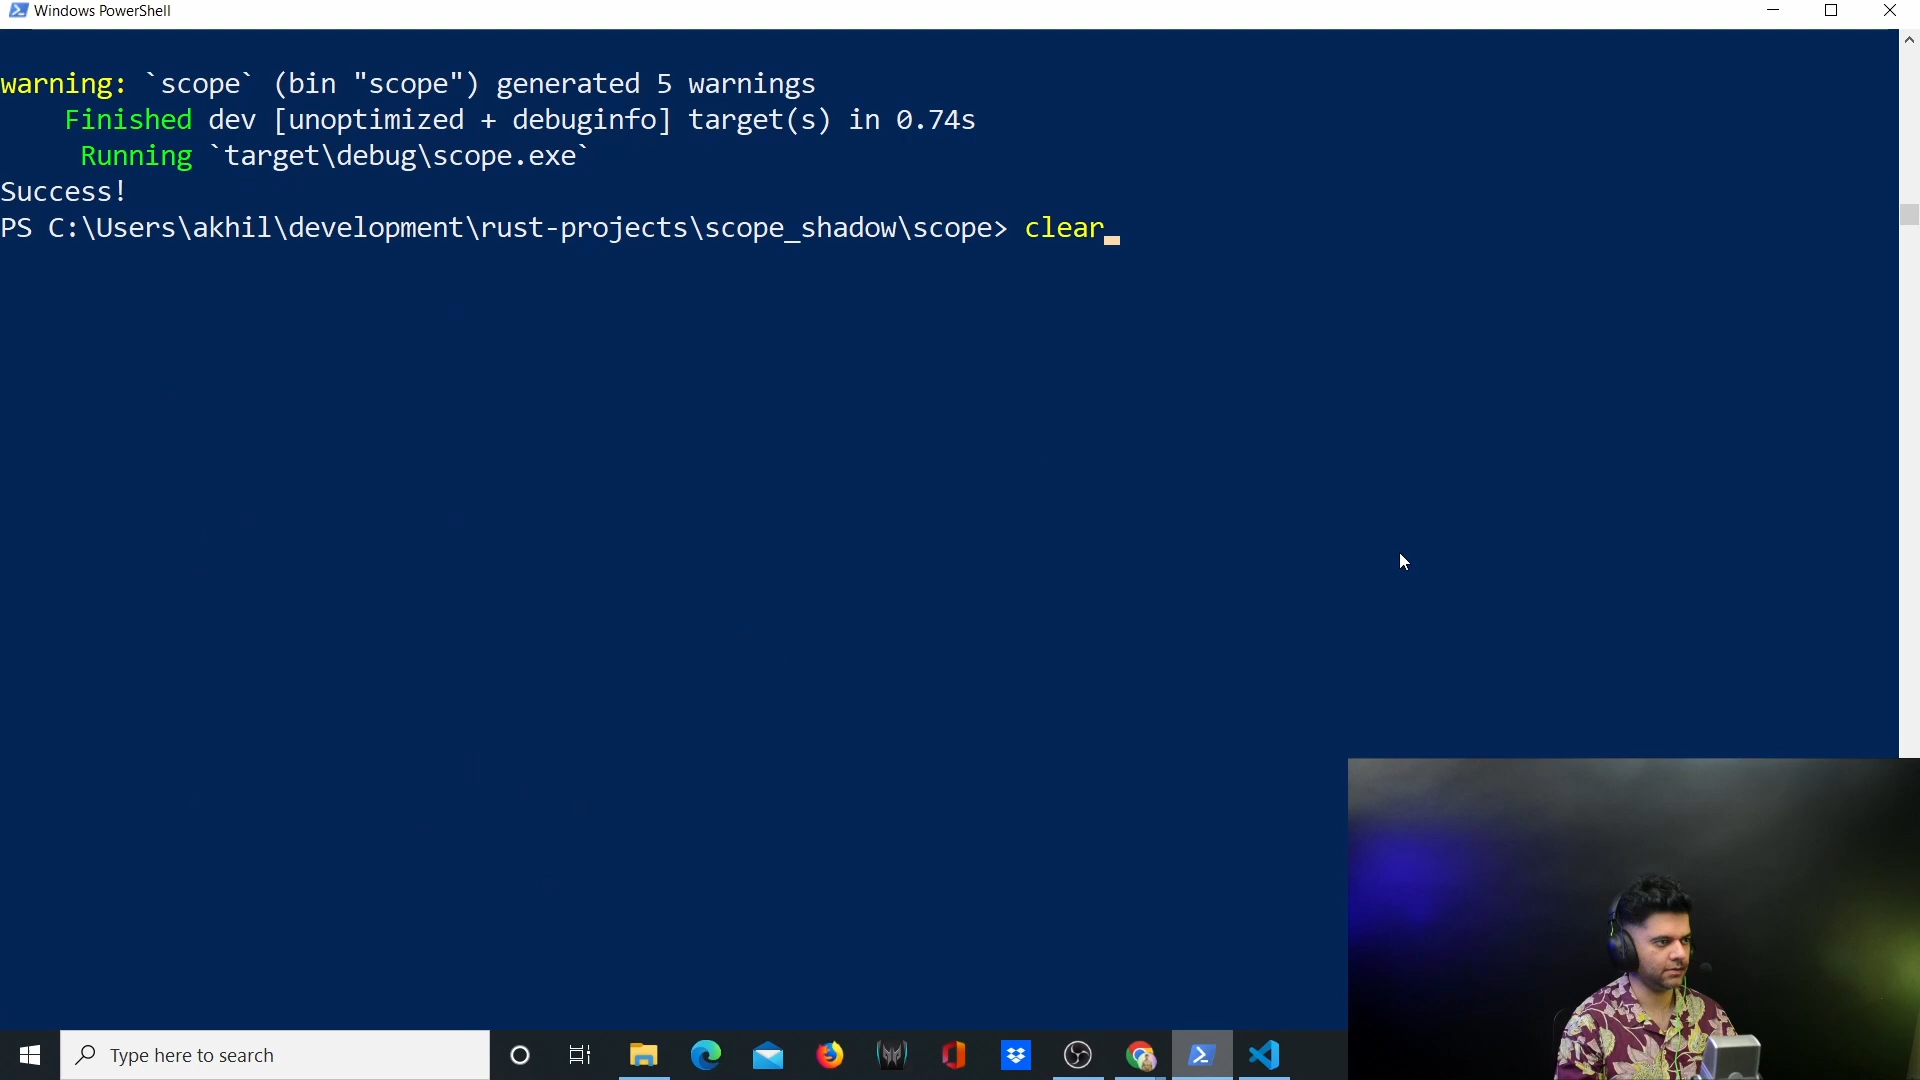 Windows PowerShell
warning: `scope` (bin "scope") generated 5 warnings
Finished dev [unoptimized + debuginfo] target(s) in 0.74s
Running `target\debug\scope.exe`
Success!
PS C:\Users\akhil\development\rust-projects\scope_shadow\scope> clear
Type here to search